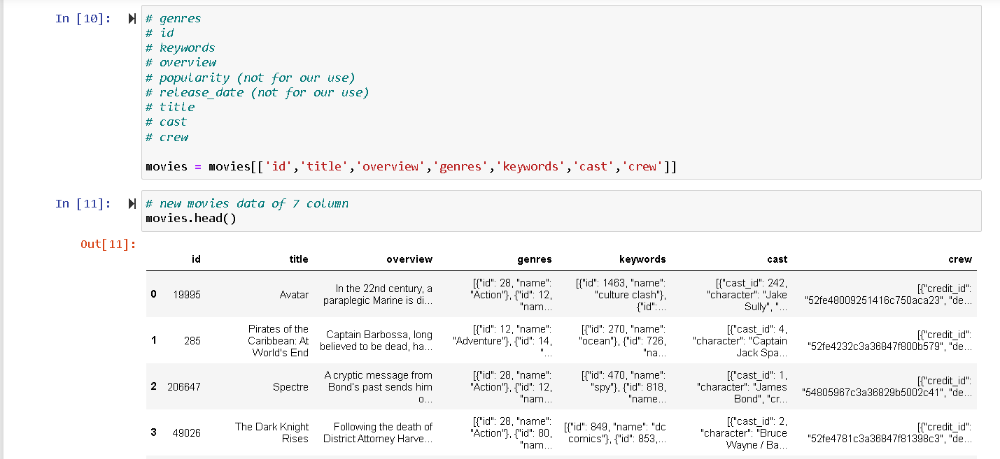 In [10]:
# genres
# id
# keywords
# overview
# popularity (not for our use)
# release_date (not for our use)
# title
# cast
# crew
movies = movies[['id','title','overview','genres','keywords','cast','crew']]
In [11]:
# new movies data of 7 column
movies.head()
Out[11]:
id title overview genres keywords cast crew
0 19995 Avatar In the 22nd century, a paraplegic Marine is di... [{"id": 28, "name": "Action"}, {"id": 12, "nam... [{"id": 1463, "name": "culture clash"}, {"id":... [{"cast_id": 242, "character": "Jake Sully", "... [{"credit_id": "52fe48009251416c750aca23", "de...
1 285 Pirates of the Caribbean: At World's End Captain Barbossa, long believed to be dead, ha... [{"id": 12, "name": "Adventure"}, {"id": 14, "... [{"id": 270, "name": "ocean"}, {"id": 726, "na... [{"cast_id": 4, "character": "Captain Jack Spa... [{"credit_id": "52fe4232c3a36847f800b579", "de...
2 206647 Spectre A cryptic message from Bond's past sends him o... [{"id": 28, "name": "Action"}, {"id": 12, "nam... [{"id": 470, "name": "spy"}, {"id": 818, "name... [{"cast_id": 1, "character": "James Bond", "cr... [{"credit_id": "54805967c3a36829b5002c41", "de...
3 49026 The Dark Knight Rises Following the death of District Attorney Harve... [{"id": 28, "name": "Action"}, {"id": 80, "nam... [{"id": 849, "name": "dc comics"}, {"id": 853,... [{"cast_id": 2, "character": "Bruce Wayne / Ba... [{"credit_id": "52fe4781c3a36847f81398c3", "de...